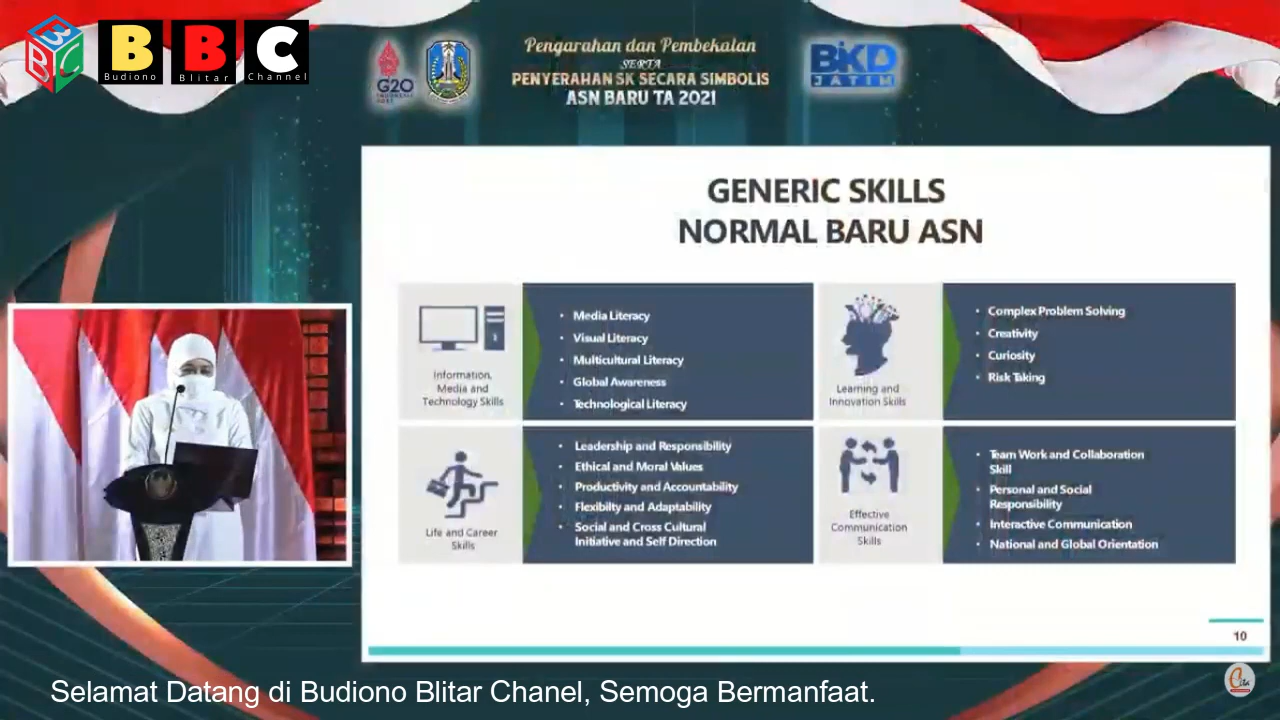 BBC
B B C
Budiono Blitar Channel
G20
Pengarahan dan Pembekalan
SERTA
PENYERAHAN SK SECARA SIMBOLIS
ASN BARU TA 2021
BKD
JATIM
GENERIC SKILLS
NORMAL BARU ASN
Information,
Media and
Technology Skills
• Media Literacy
• Visual Literacy
• Multicultural Literacy
• Global Awareness
• Technological Literacy
Learning and
Innovation Skills
• Complex Problem Solving
• Creativity
• Curiosity
• Risk Taking
Life and Career
Skills
• Leadership and Responsibility
• Ethical and Moral Values
• Productivity and Accountability
• Flexibilty and Adaptability
• Social and Cross Cultural
Initiative and Self Direction
Effective
Communication
Skills
• Team Work and Collaboration
Skill
• Personal and Social
Responsibility
• Interactive Communication
• National and Global Orientation
10
Selamat Datang di Budiono Blitar Chanel, Semoga Bermanfaat.